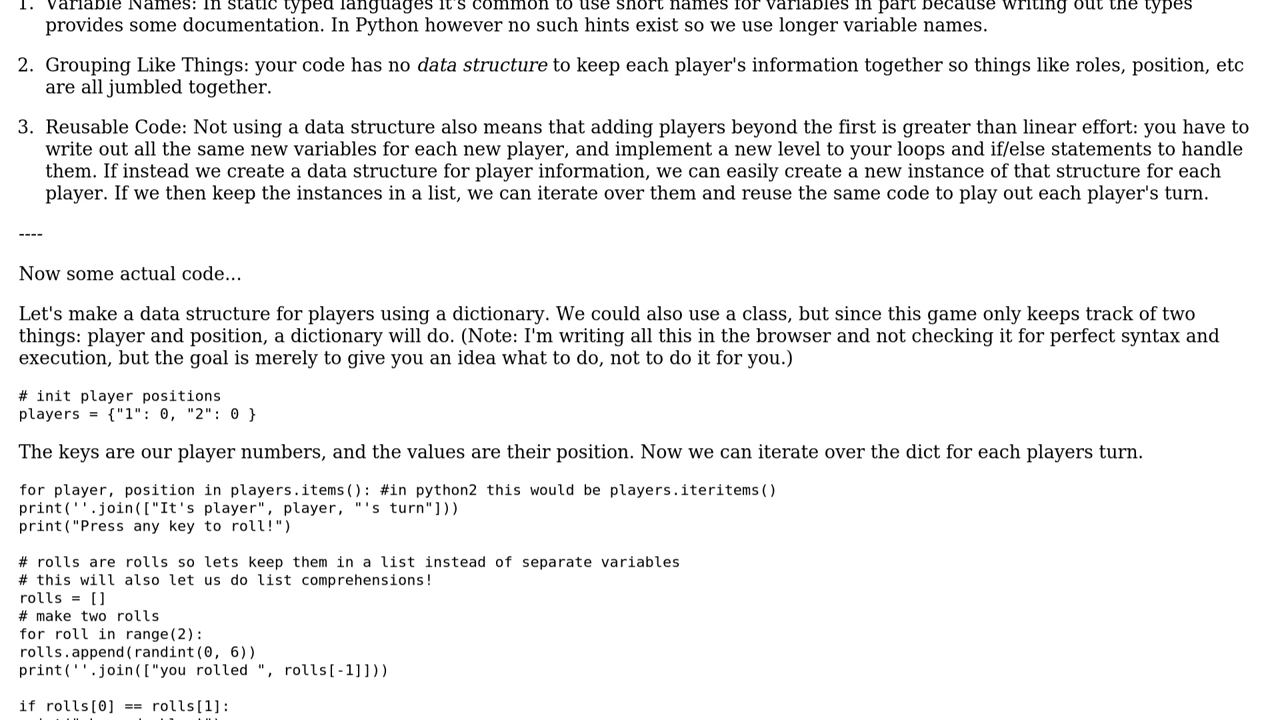 1. Variable Names: In static typed languages it's common to use short names for variables in part because writing out the types
provides some documentation. In Python however no such hints exist so we use longer variable names.
2. Grouping Like Things: your code has no data structure to keep each player's information together so things like roles, position, etc
are all jumbled together.
3. Reusable Code: Not using a data structure also means that adding players beyond the first is greater than linear effort: you have to
write out all the same new variables for each new player, and implement a new level to your loops and if/else statements to handle
them. If instead we create a data structure for player information, we can easily create a new instance of that structure for each
player. If we then keep the instances in a list, we can iterate over them and reuse the same code to play out each player's turn.
----
Now some actual code...
Let's make a data structure for players using a dictionary. We could also use a class, but since this game only keeps track of two
things: player and position, a dictionary will do. (Note: I'm writing all this in the browser and not checking it for perfect syntax and
execution, but the goal is merely to give you an idea what to do, not to do it for you.)
# init player positions
players = {"1": 0, "2": 0 }
The keys are our player numbers, and the values are their position. Now we can iterate over the dict for each players turn.
for player, position in players.items(): #in python2 this would be players.iteritems()
print(''.join(["It's player", player, "'s turn"]))
print("Press any key to roll!")
# rolls are rolls so lets keep them in a list instead of separate variables
# this will also let us do list comprehensions!
rolls = []
# make two rolls
for roll in range(2):
rolls.append(randint(0, 6))
print(''.join(["you rolled ", rolls[-1]]))
if rolls[0] == rolls[1]: